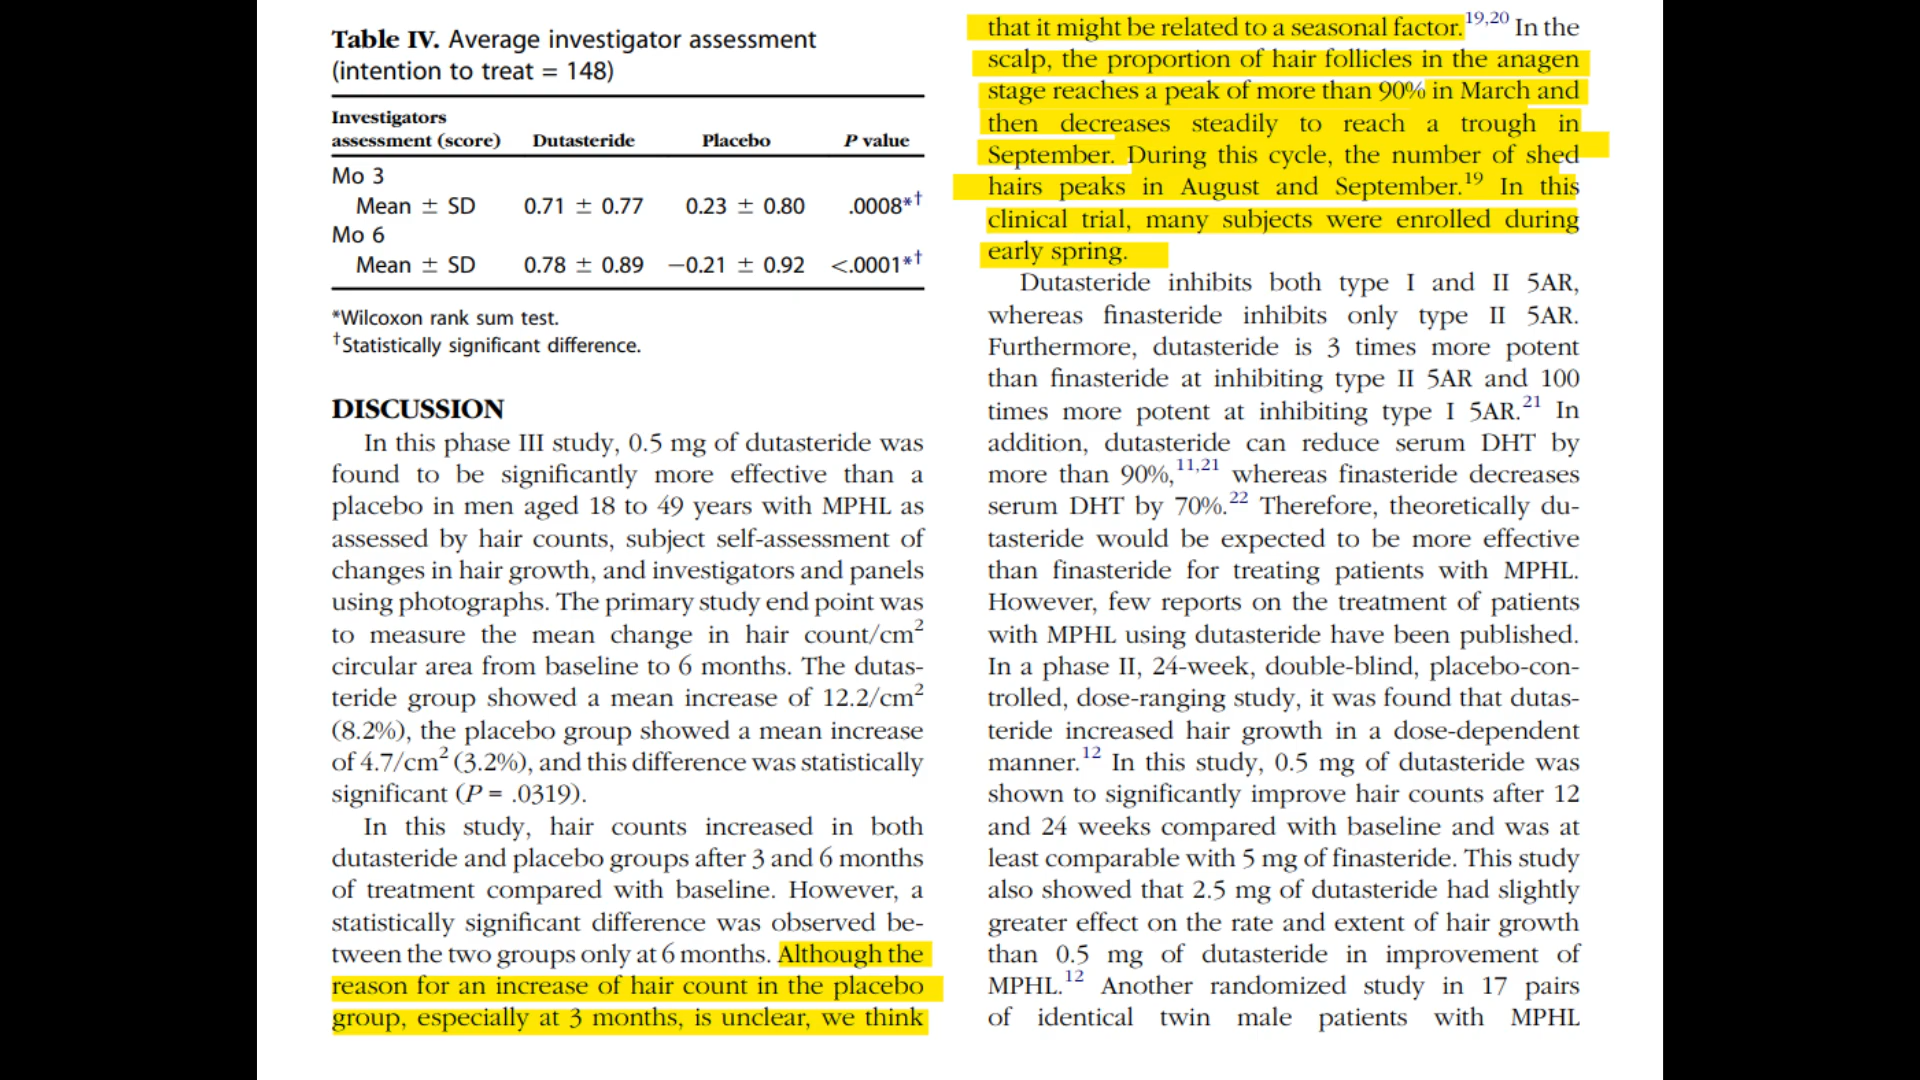 Table IV. Average investigator assessment
(intention to treat = 148)
Investigators
assessment (score) Dutasteride Placebo P value
Mo 3
Mean ± SD 0.71 ± 0.77 0.23 ± 0.80 .0008*†
Mo 6
Mean ± SD 0.78 ± 0.89 −0.21 ± 0.92 <.0001*†
*Wilcoxon rank sum test.
†Statistically significant difference.
DISCUSSION
In this phase III study, 0.5 mg of dutasteride was
found to be significantly more effective than a
placebo in men aged 18 to 49 years with MPHL as
assessed by hair counts, subject self-assessment of
changes in hair growth, and investigators and panels
using photographs. The primary study end point was
to measure the mean change in hair count/cm²
circular area from baseline to 6 months. The dutas-
teride group showed a mean increase of 12.2/cm²
(8.2%), the placebo group showed a mean increase
of 4.7/cm² (3.2%), and this difference was statistically
significant (P = .0319).
In this study, hair counts increased in both
dutasteride and placebo groups after 3 and 6 months
of treatment compared with baseline. However, a
statistically significant difference was observed be-
tween the two groups only at 6 months. Although the
reason for an increase of hair count in the placebo
group, especially at 3 months, is unclear, we think
that it might be related to a seasonal factor.19,20 In the
scalp, the proportion of hair follicles in the anagen
stage reaches a peak of more than 90% in March and
then decreases steadily to reach a trough in
September. During this cycle, the number of shed
hairs peaks in August and September.19 In this
clinical trial, many subjects were enrolled during
early spring.
Dutasteride inhibits both type I and II 5AR,
whereas finasteride inhibits only type II 5AR.
Furthermore, dutasteride is 3 times more potent
than finasteride at inhibiting type II 5AR and 100
times more potent at inhibiting type I 5AR.21 In
addition, dutasteride can reduce serum DHT by
more than 90%,11,21 whereas finasteride decreases
serum DHT by 70%.22 Therefore, theoretically du-
tasteride would be expected to be more effective
than finasteride for treating patients with MPHL.
However, few reports on the treatment of patients
with MPHL using dutasteride have been published.
In a phase II, 24-week, double-blind, placebo-con-
trolled, dose-ranging study, it was found that dutas-
teride increased hair growth in a dose-dependent
manner.12 In this study, 0.5 mg of dutasteride was
shown to significantly improve hair counts after 12
and 24 weeks compared with baseline and was at
least comparable with 5 mg of finasteride. This study
also showed that 2.5 mg of dutasteride had slightly
greater effect on the rate and extent of hair growth
than 0.5 mg of dutasteride in improvement of
MPHL.12 Another randomized study in 17 pairs
of identical twin male patients with MPHL